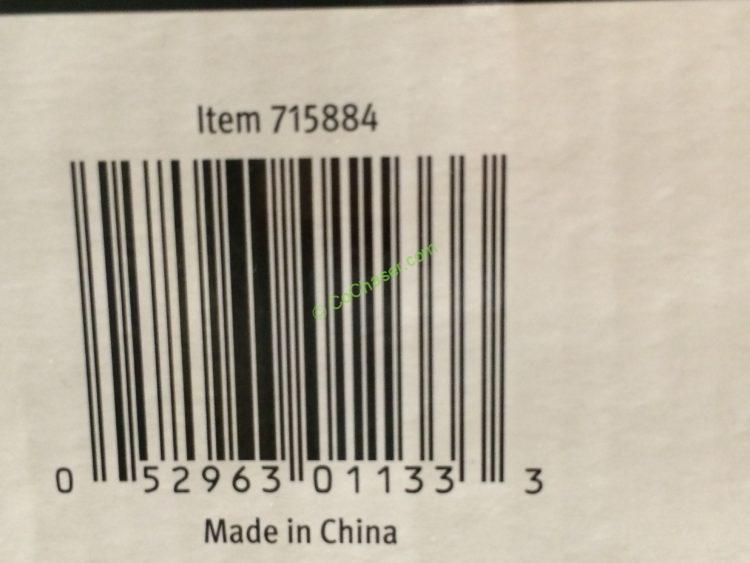 Item 715884
© CoChaser.com
0 52963 01133 3
Made in China